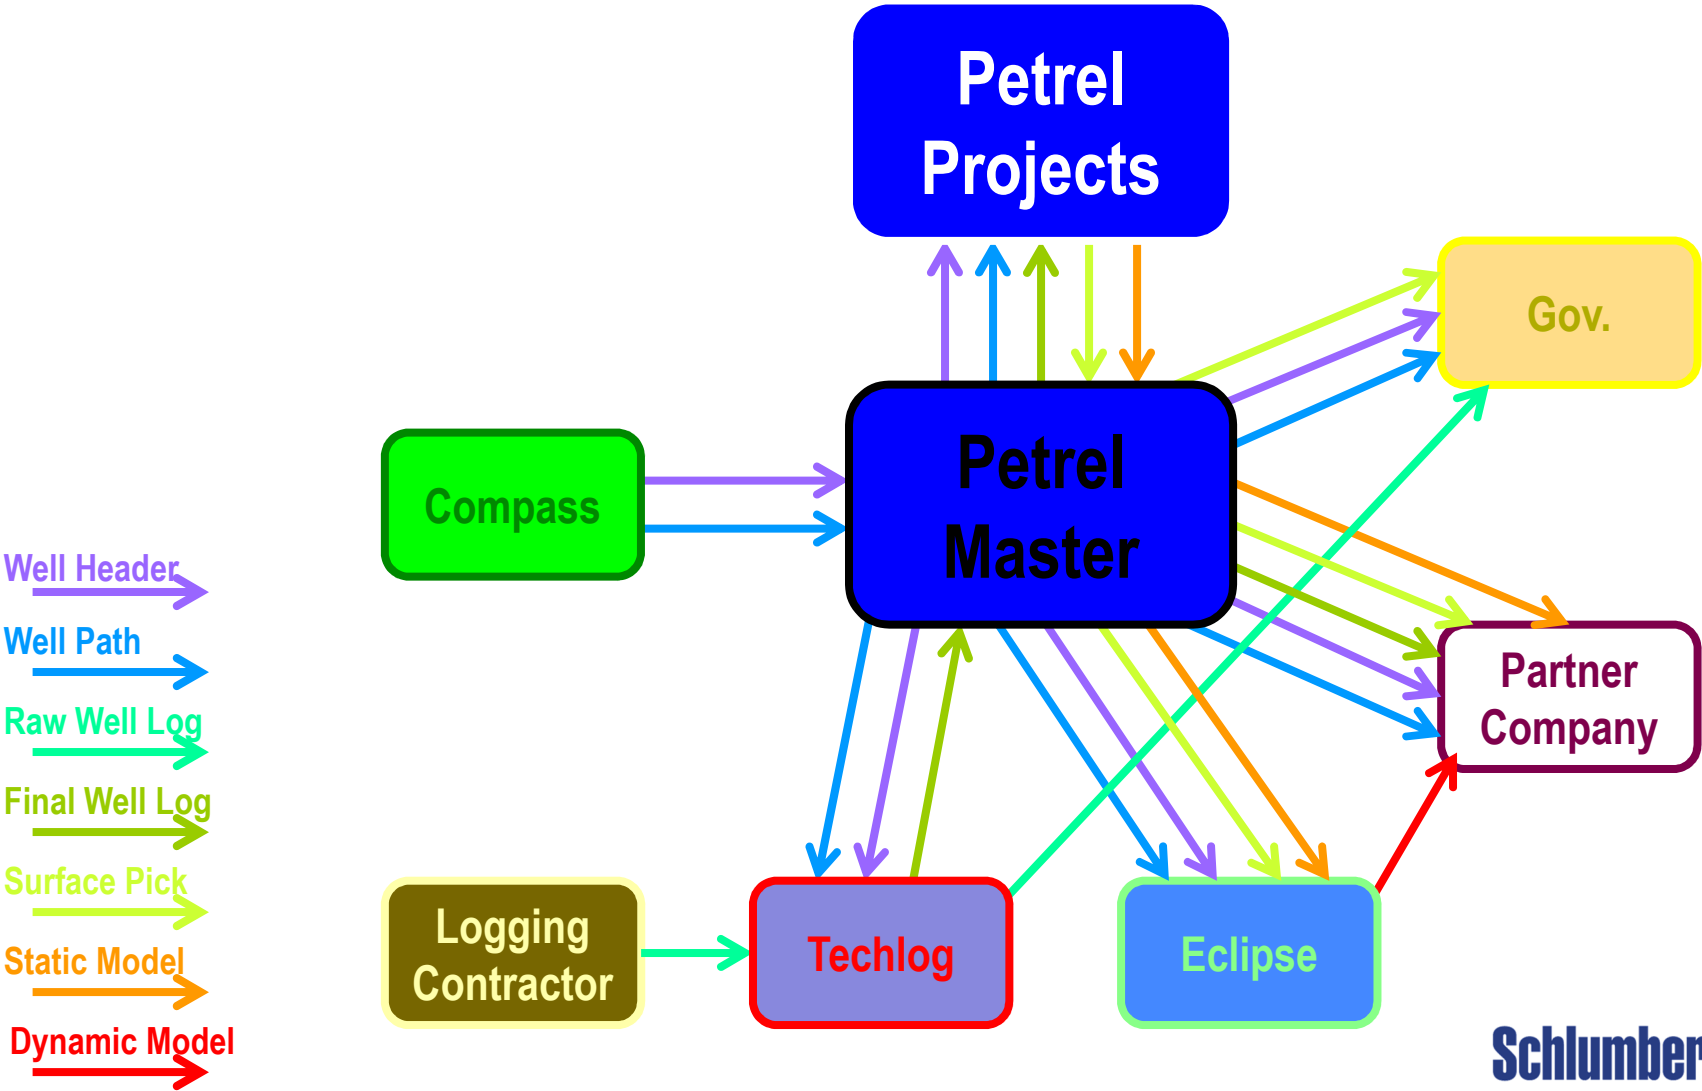 Petrel
Projects
Gov.
Petrel
Master
Compass
Well Header
Well Path
Partner
Company
Raw Well Log
Final Well Log
Surface Pick
Logging
Contractor
Techlog
Eclipse
Static Model
Dynamic Model
Schlumber